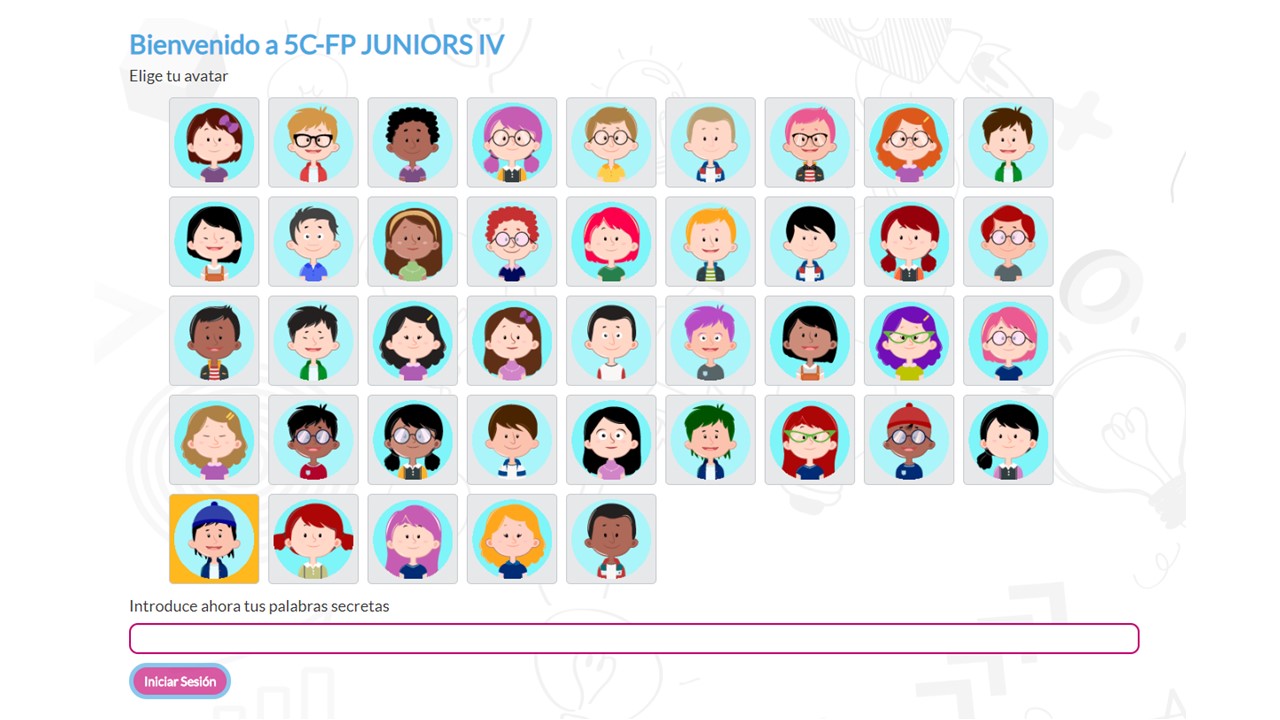 Bienvenido a 5C-FP JUNIORS IV
Elige tu avatar
Introduce ahora tus palabras secretas
Iniciar Sesión